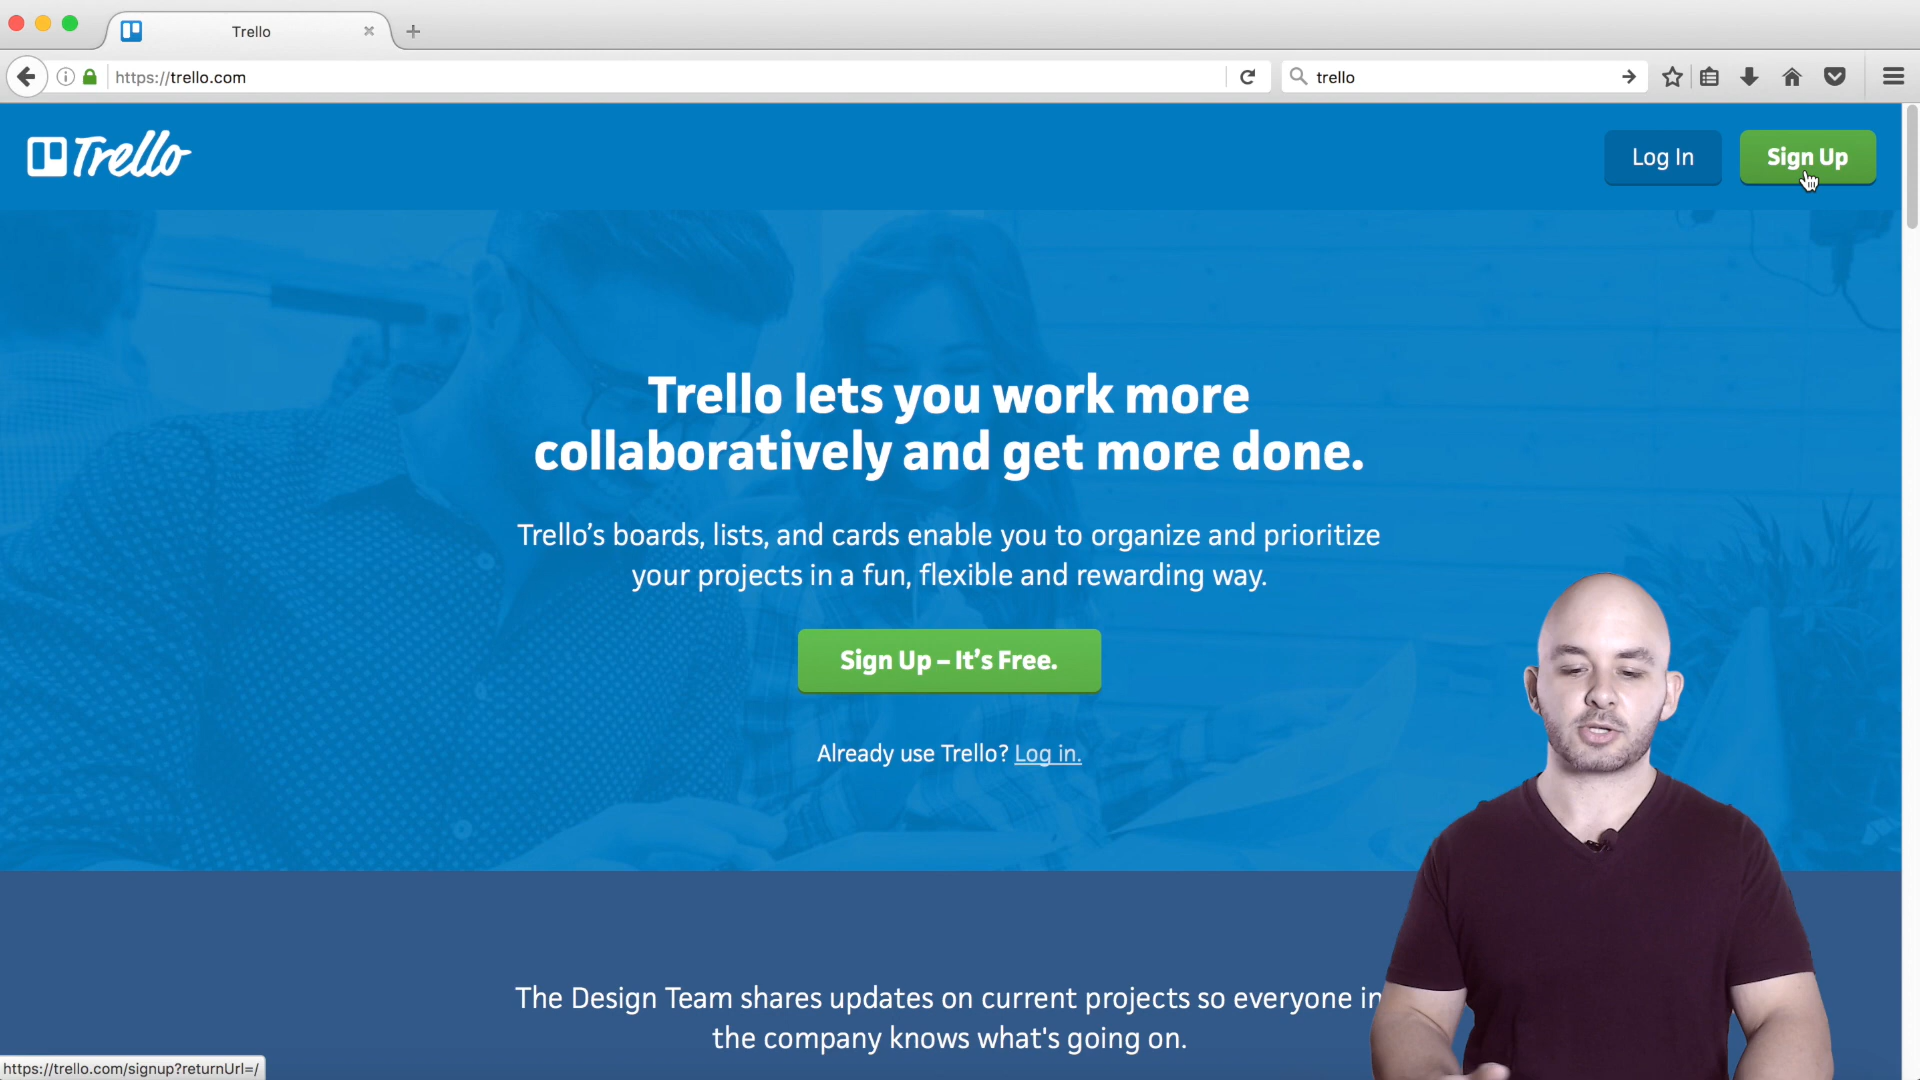 Trello
https://trello.com
trello
Trello
Log In
Sign Up
Trello lets you work more
collaboratively and get more done.
Trello’s boards, lists, and cards enable you to organize and prioritize
your projects in a fun, flexible and rewarding way.
Sign Up – It’s Free.
Already use Trello? Log in.
The Design Team shares updates on current projects so everyone in
the company knows what's going on.
https://trello.com/signup?returnUrl=/